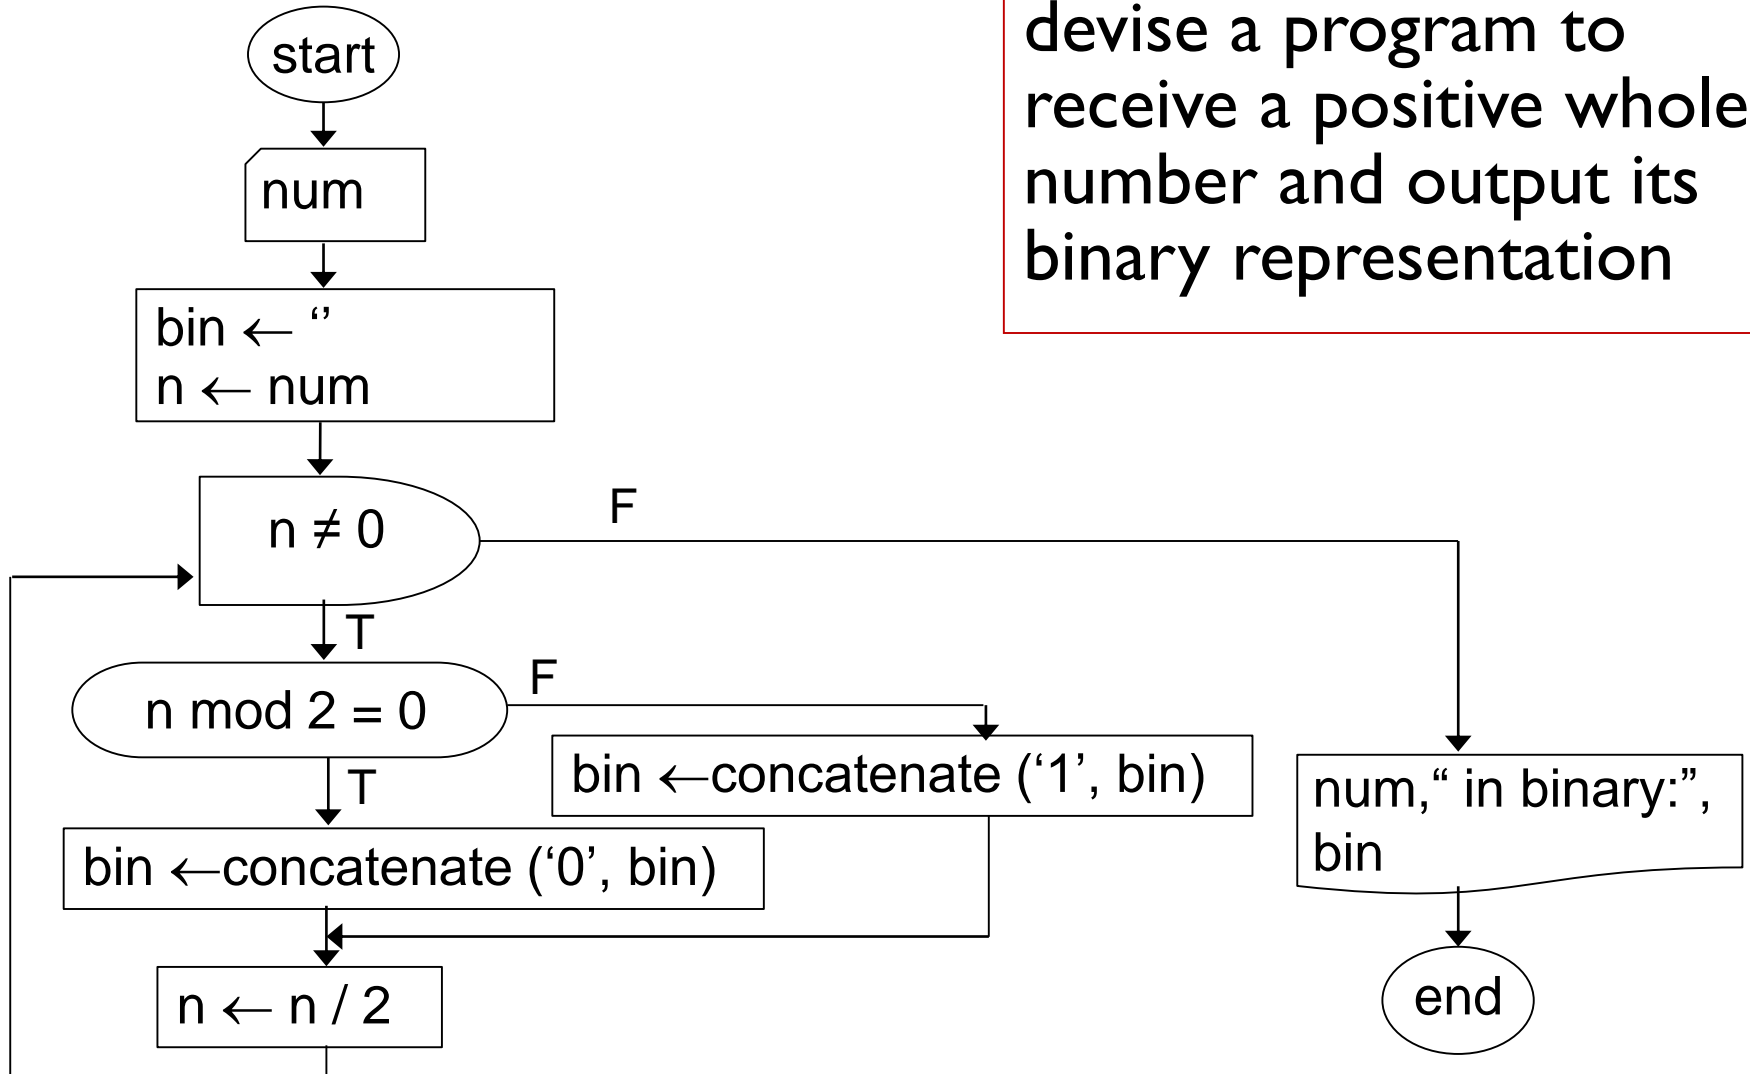 start
devise a program to
receive a positive whole
number and output its
binary representation
num
bin ← ‘’
n ← num
n ≠ 0
F
T
n mod 2 = 0
F
T
bin ←concatenate (‘1’, bin)
bin ←concatenate (‘0’, bin)
n ← n / 2
num,“ in binary:”,
bin
end